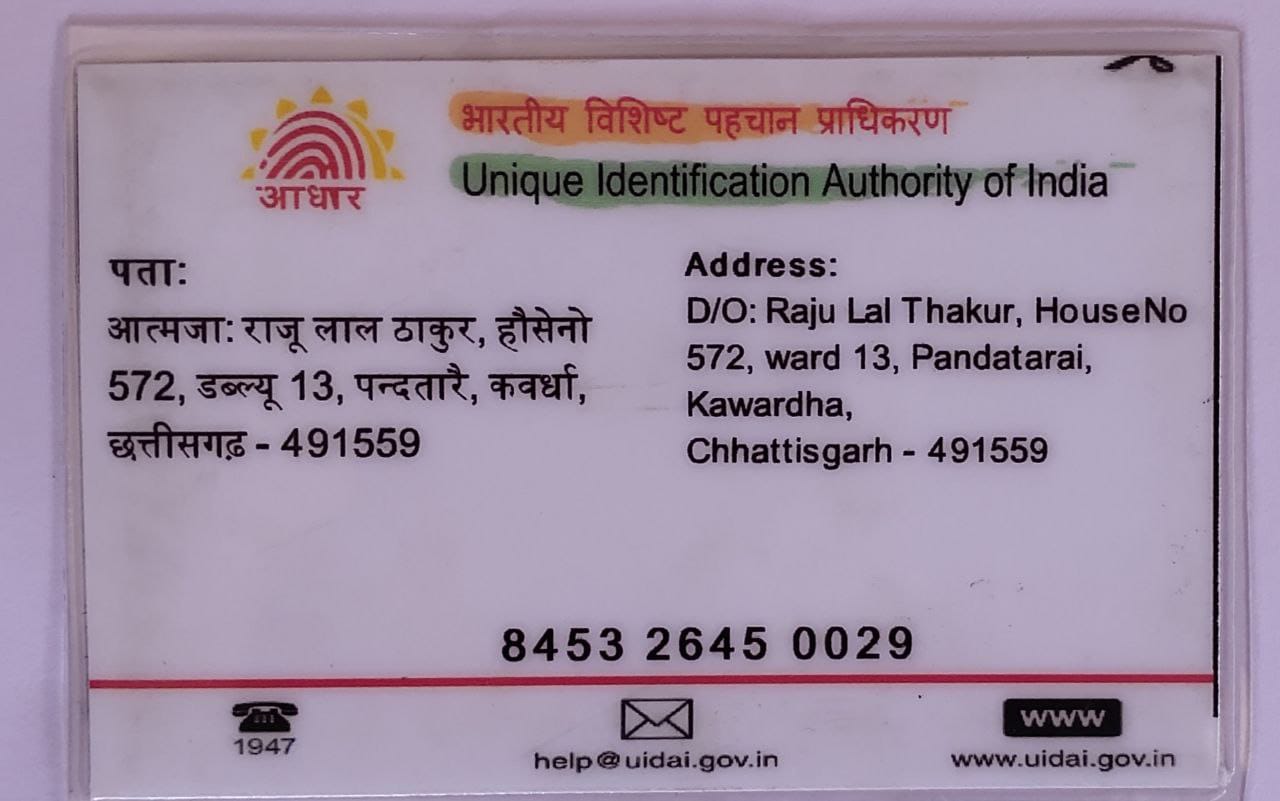 आधार
भारतीय विशिष्ट पहचान प्राधिकरण
Unique Identification Authority of India
पता:
आत्मजा: राजू लाल ठाकुर, हौसेनो
572, डब्ल्यू 13, पन्दतारै, कवर्धा,
छत्तीसगढ़ - 491559
Address:
D/O: Raju Lal Thakur, HouseNo
572, ward 13, Pandatarai,
Kawardha,
Chhattisgarh - 491559
8453 2645 0029
1947
help@uidai.gov.in
www
www.uidai.gov.in